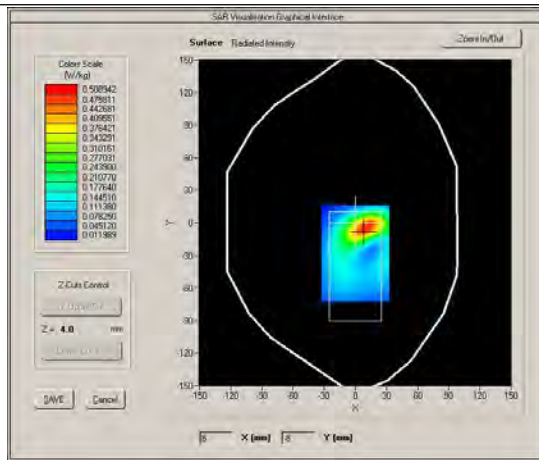 SAR Visualisation Graphical Interface
Surface Radiated Intensity
Zoom In/Out
Colour Scale
(W/kg)
0.508942
0.475811
0.442681
0.409551
0.376421
0.343291
0.310161
0.277031
0.243900
0.210770
0.177640
0.144510
0.111380
0.078250
0.045120
0.011989
150
120
90
60
30
0
-30
-60
-90
-120
-150
Y
-150 -120 -90 -60 -30 0 30 60 90 120 150
X
Z-Cuts Control
Z = 4.0 mm
SAVE Cancel
X (mm) Y (mm)